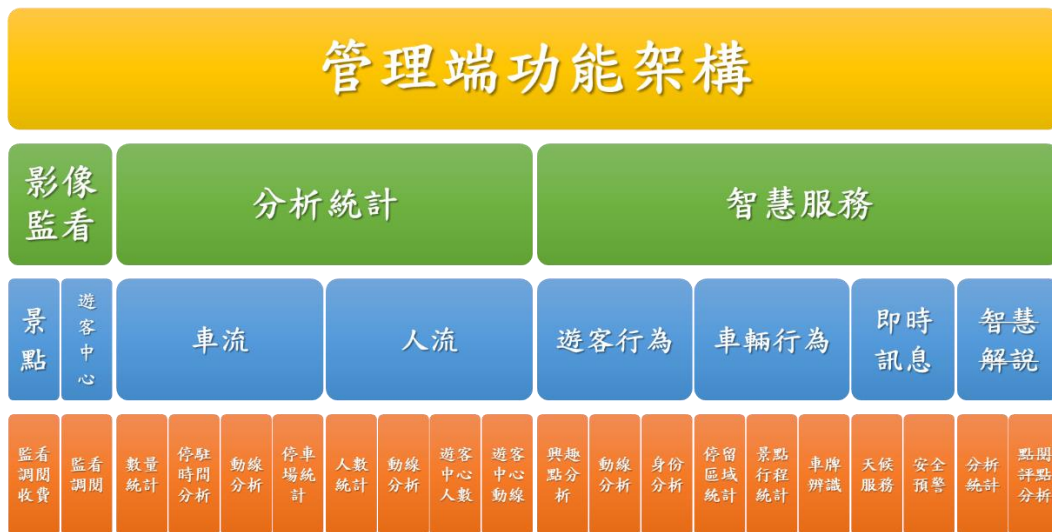 管理端功能架構
影像
監看
分析統計
智慧服務
景
點
遊
客
中
心
車流
人流
遊客行為
車輛行為
即時
訊息
智慧
解說
監看
調閱
收費
監看
調閱
數量
統計
停駐
時間
分析
動線
分析
停車
場統
計
人數
統計
動線
分析
遊客
中心
人數
遊客
中心
動線
興趣
點分
析
動線
分析
身份
分析
停留
區域
統計
景點
行程
統計
車牌
辨識
天候
服務
安全
預警
分析
統計
點閱
評點
分析